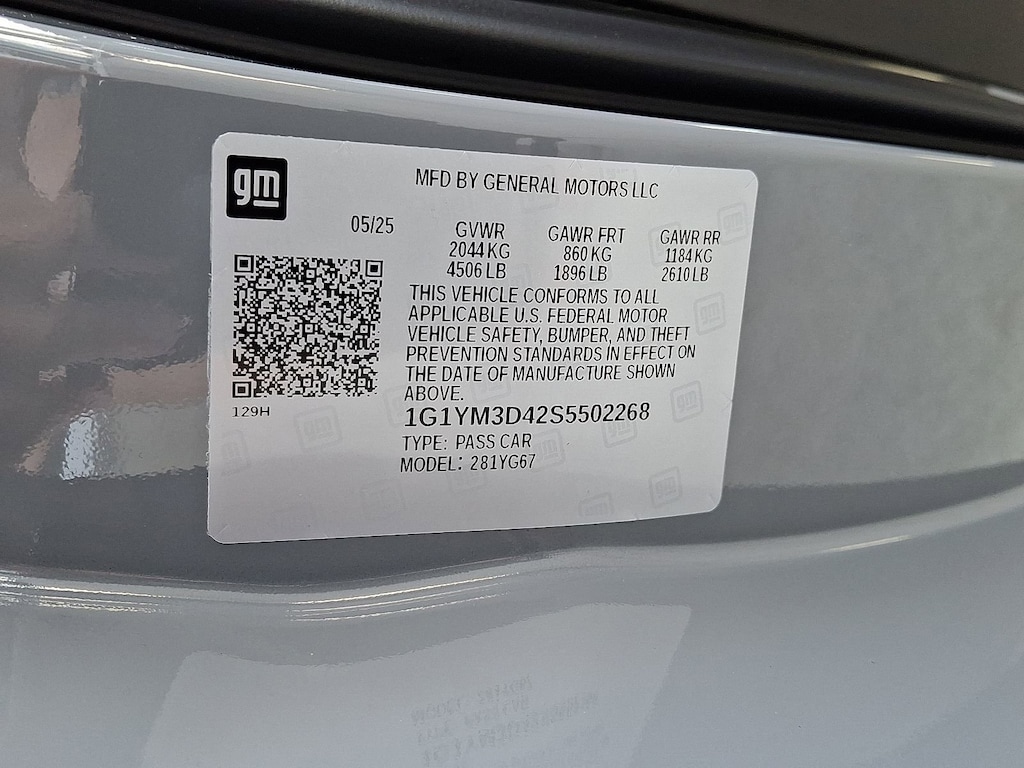 gm
MFD BY GENERAL MOTORS LLC
05/25
GVWR GAWR FRT GAWR RR
2044 KG 860 KG 1184 KG
4506 LB 1896 LB 2610 LB
THIS VEHICLE CONFORMS TO ALL
APPLICABLE U.S. FEDERAL MOTOR
VEHICLE SAFETY, BUMPER, AND THEFT
PREVENTION STANDARDS IN EFFECT ON
THE DATE OF MANUFACTURE SHOWN
ABOVE.
129H
1G1YM3D42S5502268
TYPE: PASS CAR
MODEL: 281YG67